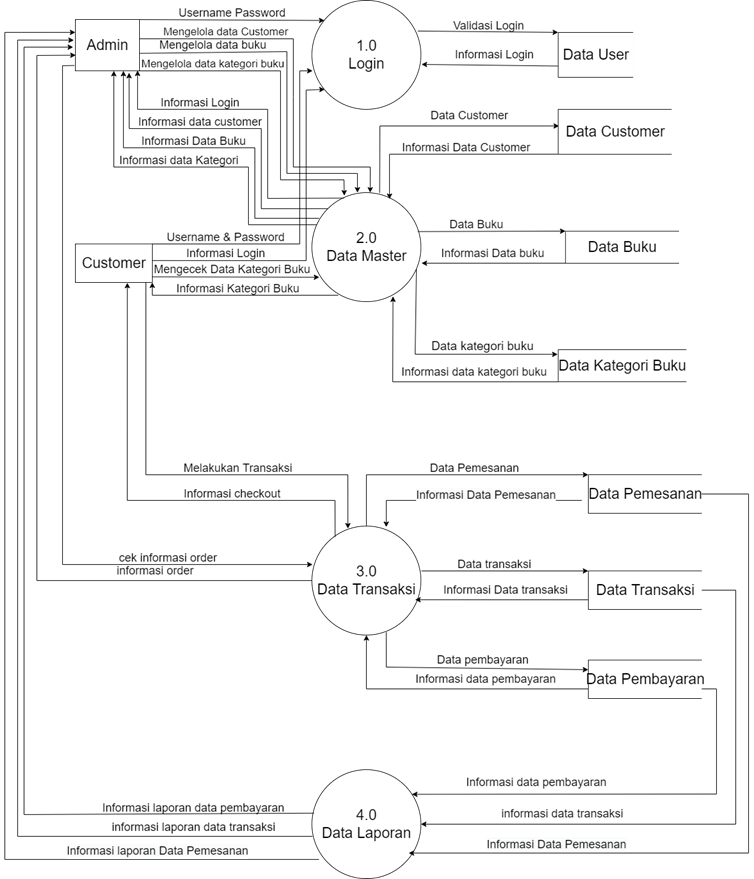 Username Password
Admin
Mengelola data Customer
Mengelola data buku
Mengelola data kategori buku
1.0
Login
Validasi Login
Informasi Login
Data User
Informasi Login
Informasi data customer
Informasi Data Buku
Informasi data Kategori
Data Customer
Informasi Data Customer
Data Customer
Username & Password
Informasi Login
Mengecek Data Kategori Buku
Informasi Kategori Buku
Customer
2.0
Data Master
Data Buku
Informasi Data buku
Data Buku
Data kategori buku
Informasi data kategori buku
Data Kategori Buku
Melakukan Transaksi
Informasi checkout
Data Pemesanan
Informasi Data Pemesanan
Data Pemesanan
cek informasi order
informasi order
3.0
Data Transaksi
Data transaksi
Informasi Data transaksi
Data Transaksi
Data pembayaran
Informasi data pembayaran
Data Pembayaran
Informasi data pembayaran
informasi data transaksi
Informasi Data Pemesanan
4.0
Data Laporan
Informasi laporan data pembayaran
informasi laporan data transaksi
Informasi laporan Data Pemesanan